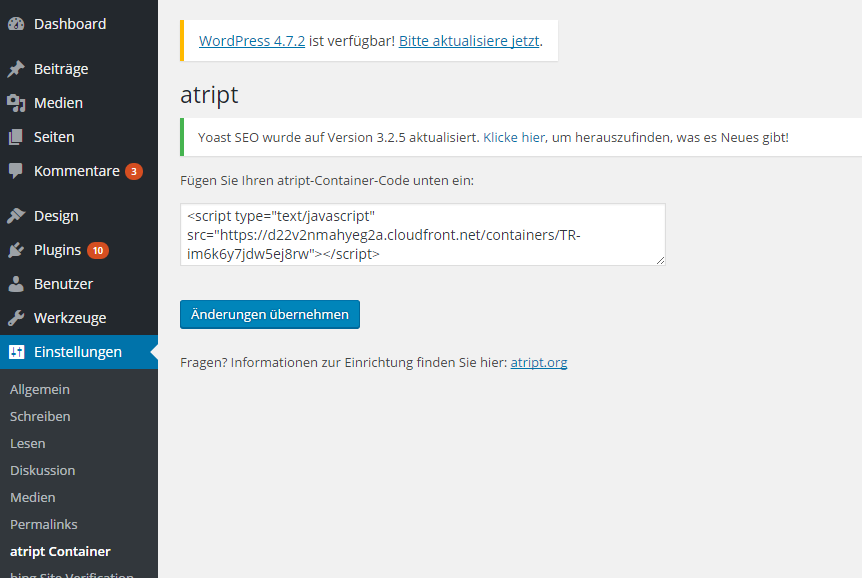 Dashboard
Beiträge
Medien
Seiten
Kommentare 3
Design
Plugins 10
Benutzer
Werkzeuge
Einstellungen
Allgemein
Schreiben
Lesen
Diskussion
Medien
Permalinks
atript Container
bing Site Verification
WordPress 4.7.2 ist verfügbar! Bitte aktualisiere jetzt.
atript
Yoast SEO wurde auf Version 3.2.5 aktualisiert. Klicke hier, um herauszufinden, was es Neues gibt!
Fügen Sie Ihren atript-Container-Code unten ein:
<script type="text/javascript"
src="https://d22v2nmahyeg2a.cloudfront.net/containers/TR-
im6k6y7jdw5ej8rw"></script>
Änderungen übernehmen
Fragen? Informationen zur Einrichtung finden Sie hier: atript.org